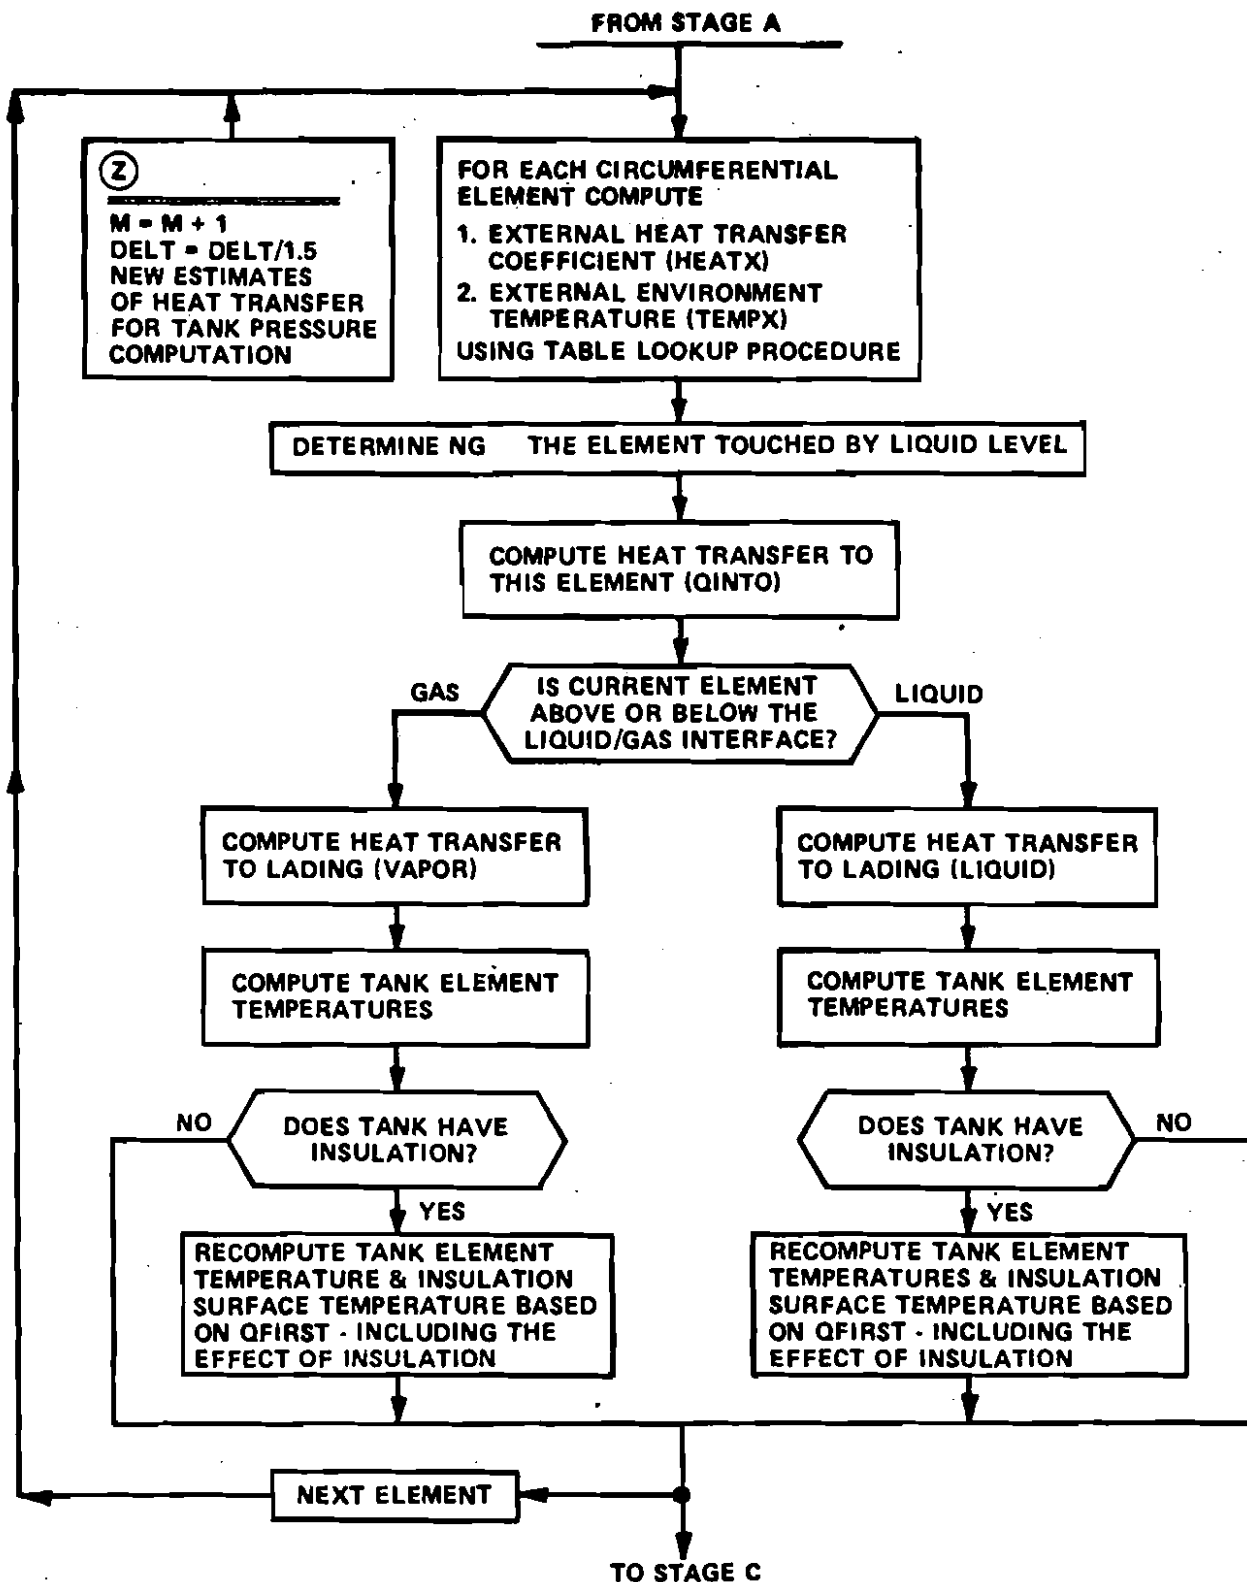 FROM STAGE A
Z
M = M + 1
DELT = DELT/1.5
NEW ESTIMATES
OF HEAT TRANSFER
FOR TANK PRESSURE
COMPUTATION
FOR EACH CIRCUMFERENTIAL
ELEMENT COMPUTE
1. EXTERNAL HEAT TRANSFER
COEFFICIENT (HEATX)
2. EXTERNAL ENVIRONMENT
TEMPERATURE (TEMPX)
USING TABLE LOOKUP PROCEDURE
DETERMINE NG THE ELEMENT TOUCHED BY LIQUID LEVEL
COMPUTE HEAT TRANSFER TO
THIS ELEMENT (QINTO)
GAS
IS CURRENT ELEMENT
ABOVE OR BELOW THE
LIQUID/GAS INTERFACE?
LIQUID
COMPUTE HEAT TRANSFER
TO LADING (VAPOR)
COMPUTE HEAT TRANSFER
TO LADING (LIQUID)
COMPUTE TANK ELEMENT
TEMPERATURES
COMPUTE TANK ELEMENT
TEMPERATURES
NO
DOES TANK HAVE
INSULATION?
YES
DOES TANK HAVE
INSULATION?
NO
YES
RECOMPUTE TANK ELEMENT
TEMPERATURE & INSULATION
SURFACE TEMPERATURE BASED
ON QFIRST - INCLUDING THE
EFFECT OF INSULATION
RECOMPUTE TANK ELEMENT
TEMPERATURES & INSULATION
SURFACE TEMPERATURE BASED
ON QFIRST - INCLUDING THE
EFFECT OF INSULATION
NEXT ELEMENT
TO STAGE C